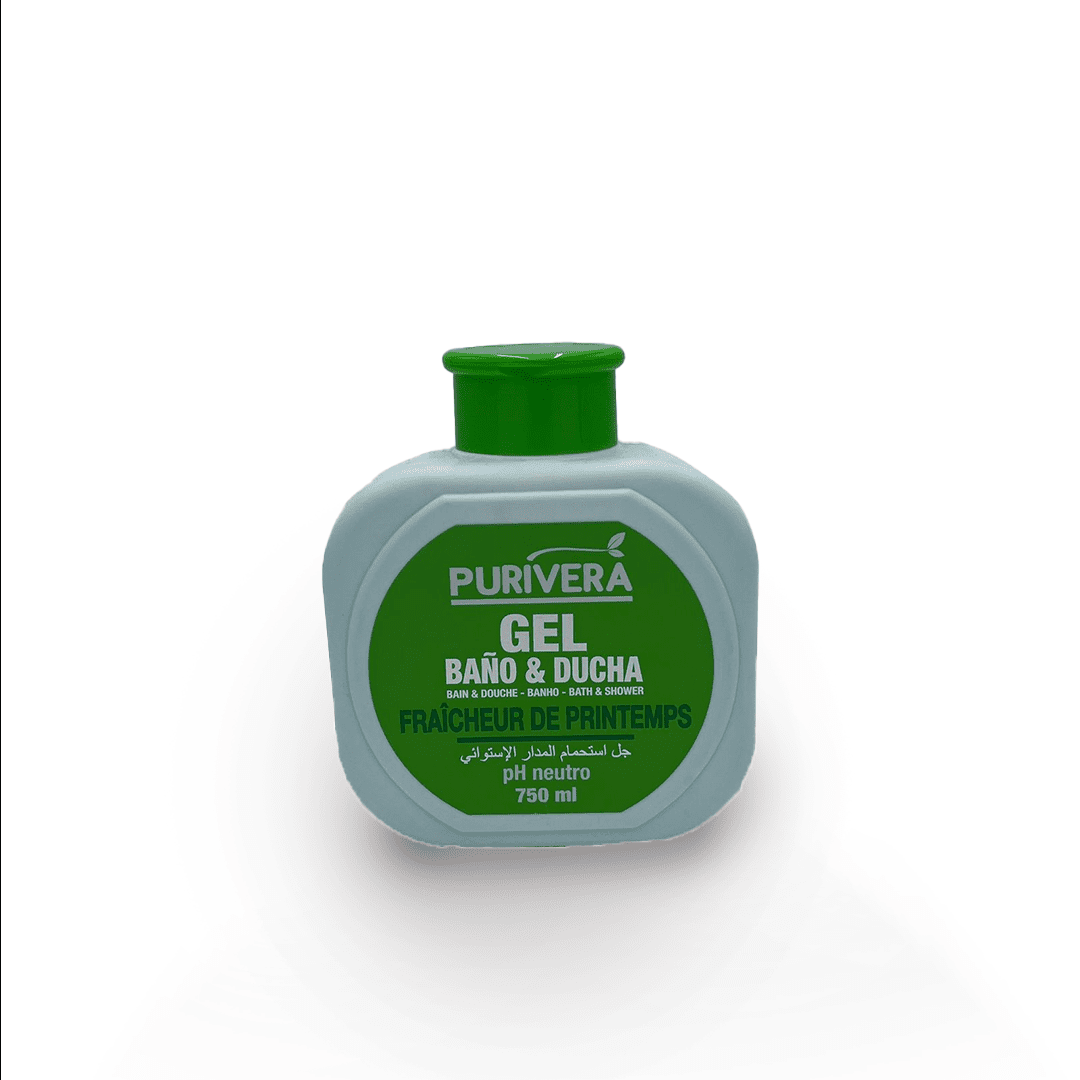 PURIVERA
GEL
BAÑO & DUCHA
BAIN & DOUCHE - BANHO - BATH & SHOWER
FRAÎCHEUR DE PRINTEMPS
جل استحمام المدار الإستوائي
pH neutro
750 ml